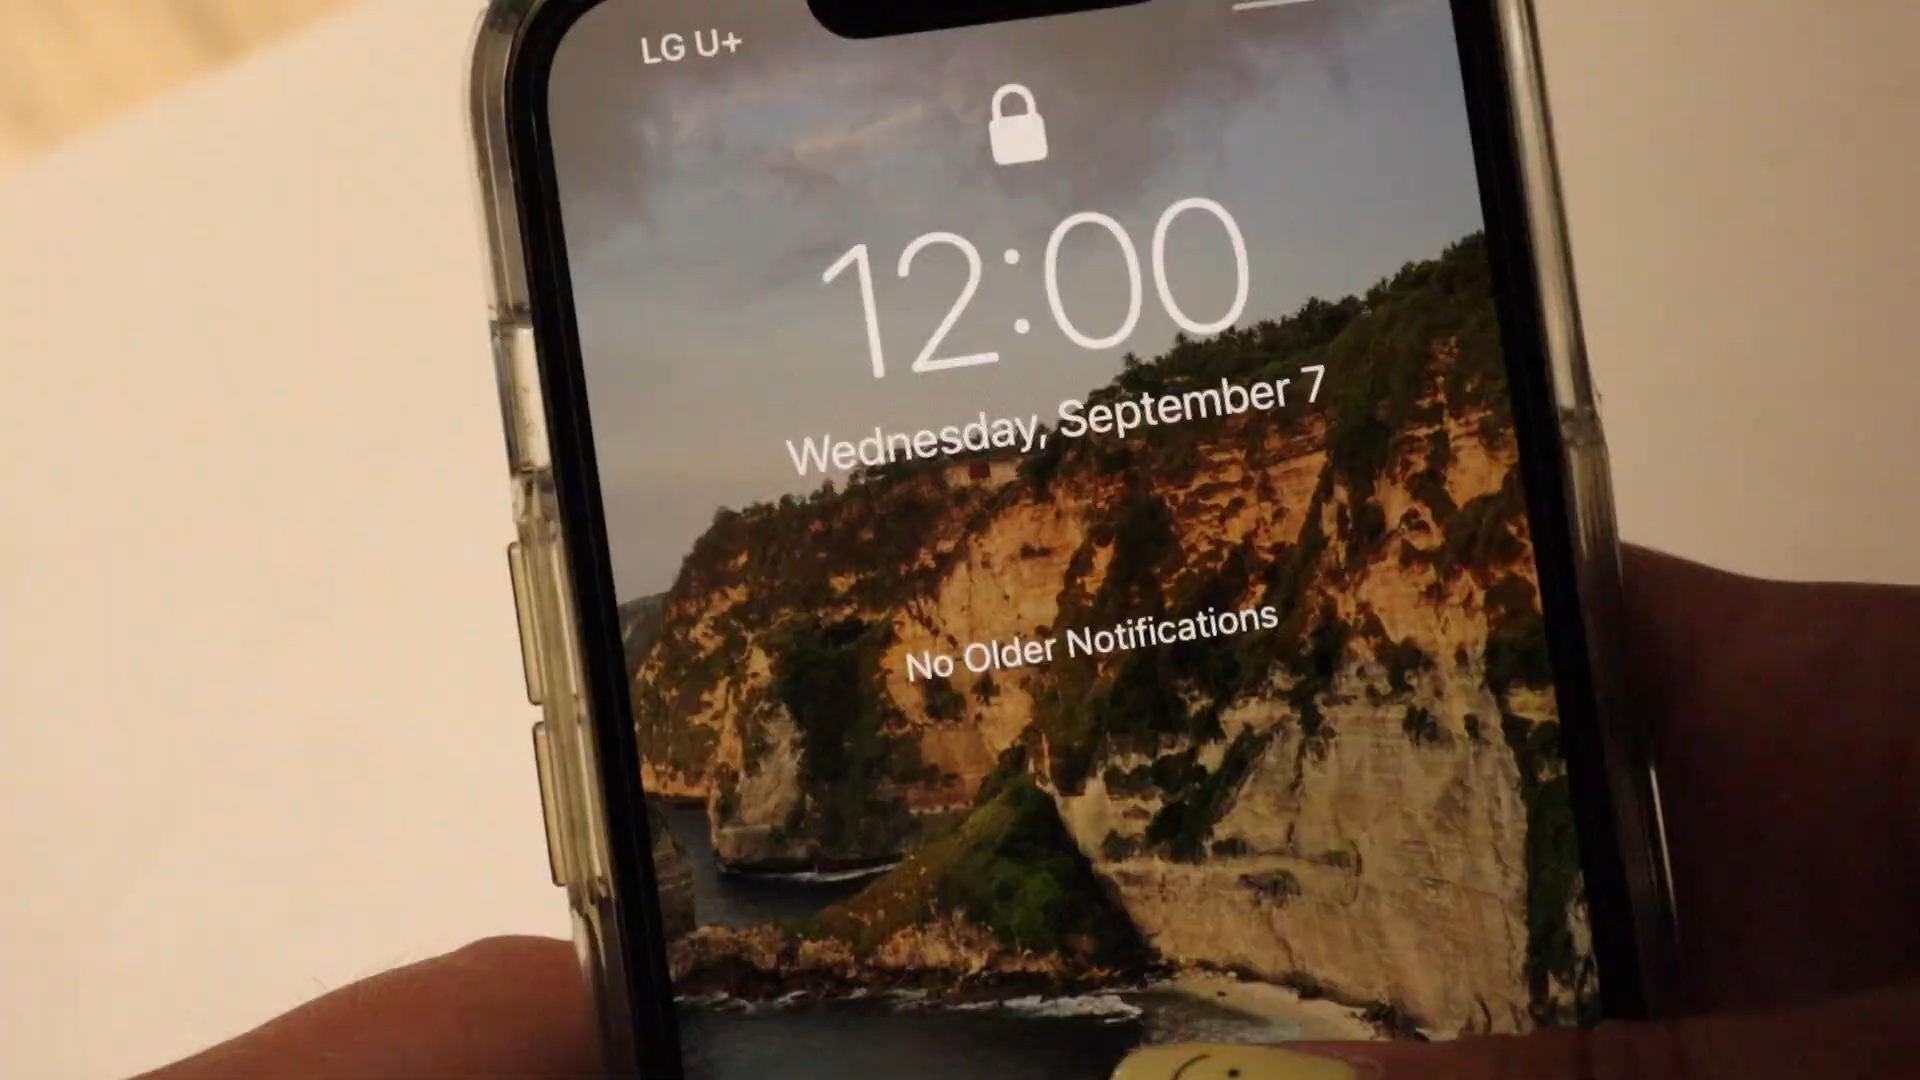 LG U+
12:00
Wednesday, September 7
No Older Notifications